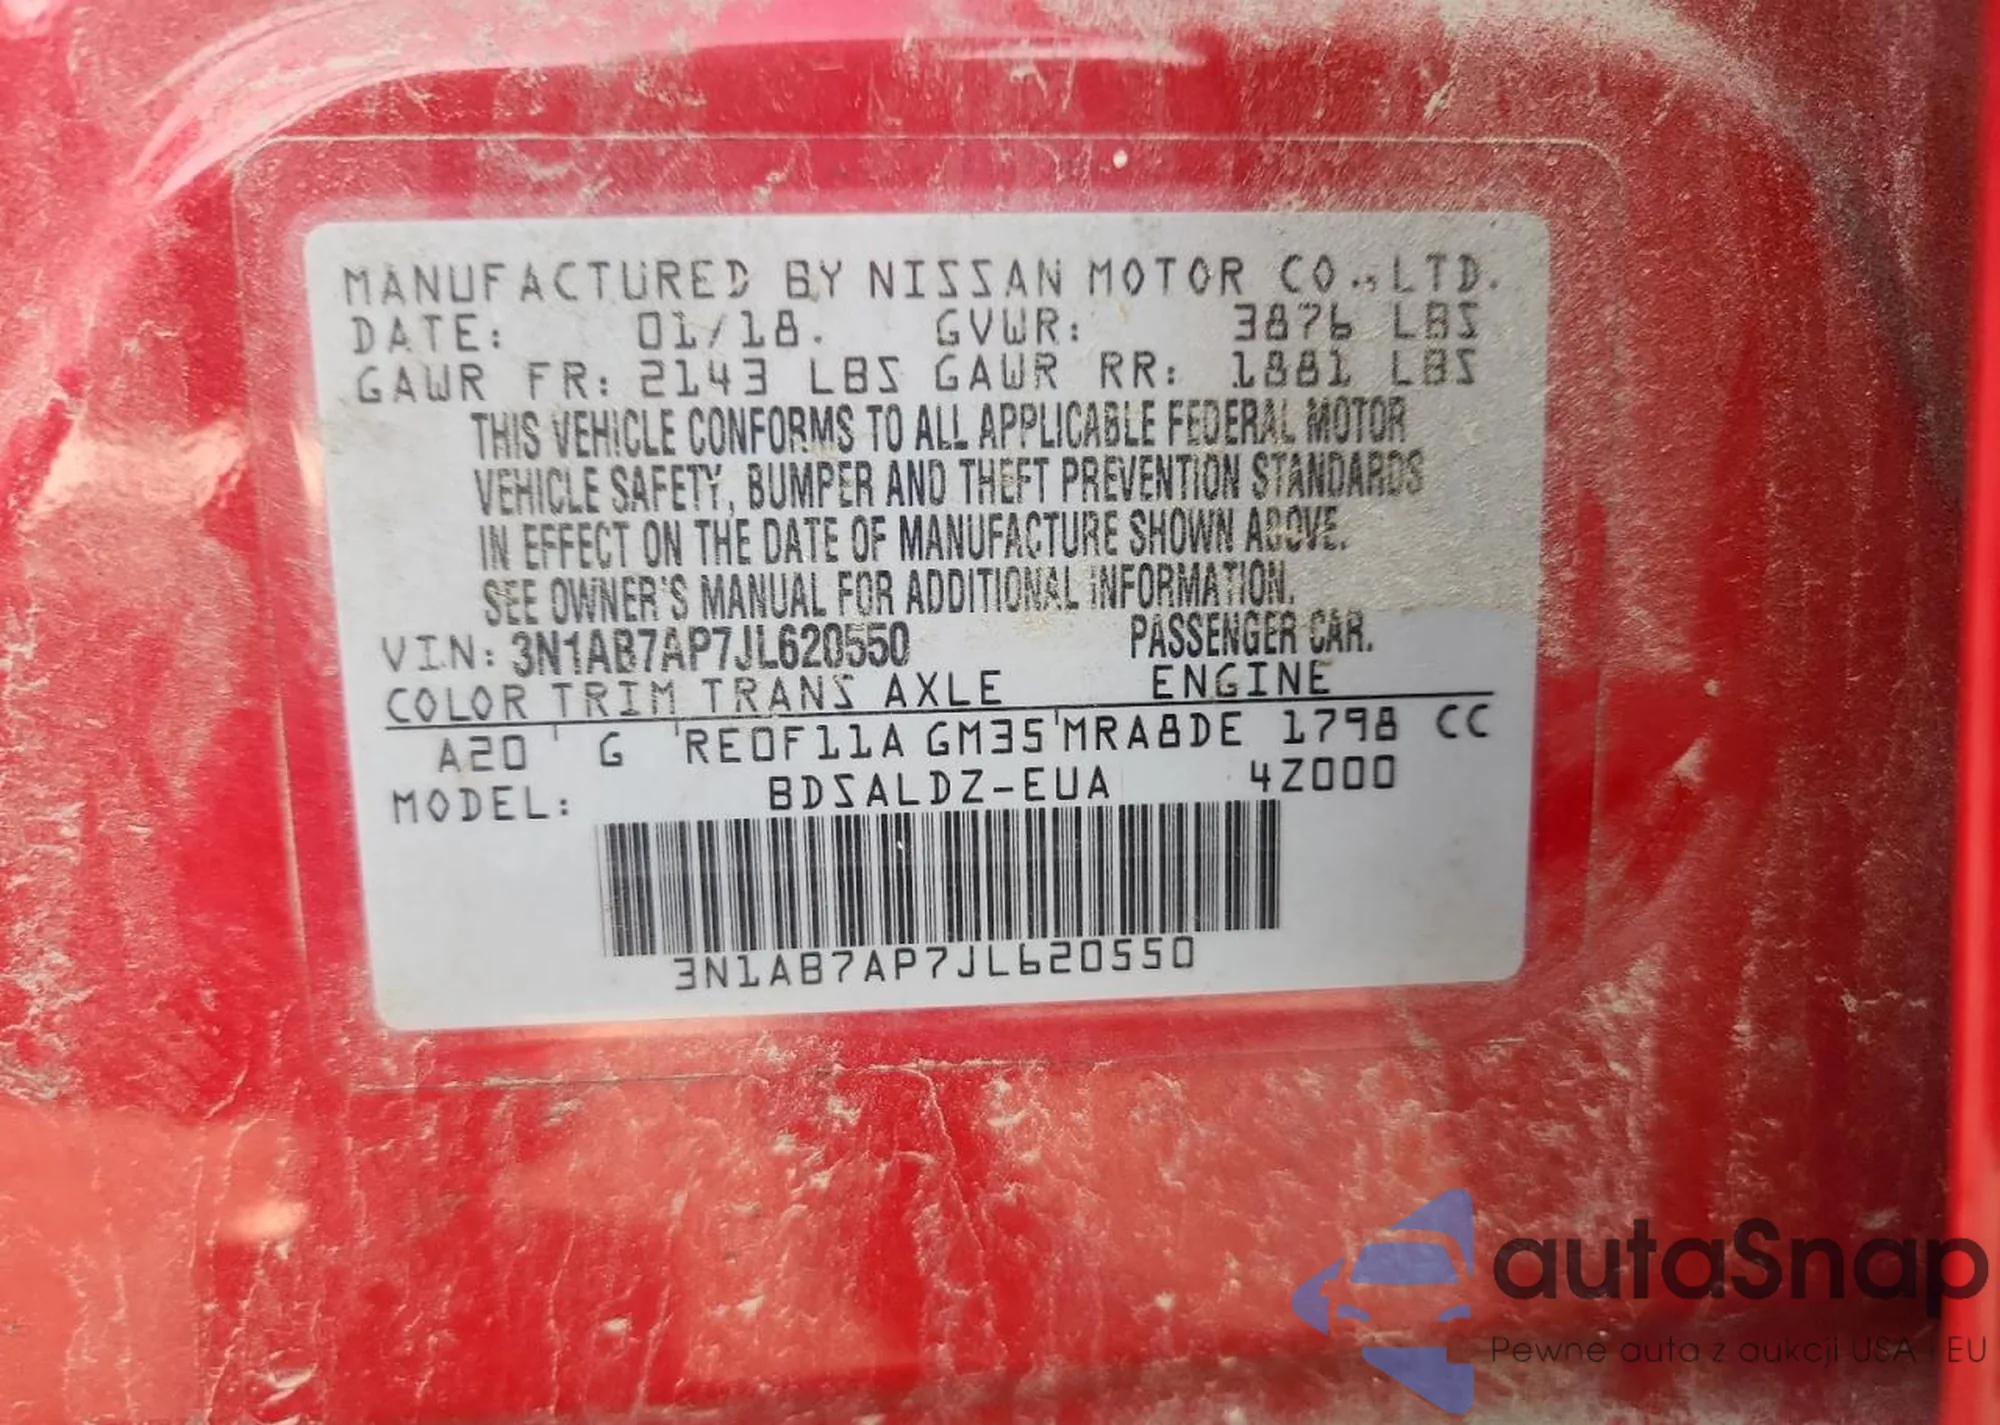 MANUFACTURED BY NISSAN MOTOR CO.,LTD.
DATE: 01/18. GVWR: 3876 LBS
GAWR FR: 2143 LBS GAWR RR: 1881 LBS
THIS VEHICLE CONFORMS TO ALL APPLICABLE FEDERAL MOTOR
VEHICLE SAFETY, BUMPER AND THEFT PREVENTION STANDARDS
IN EFFECT ON THE DATE OF MANUFACTURE SHOWN ABOVE.
SEE OWNER'S MANUAL FOR ADDITIONAL INFORMATION.
VIN: 3N1AB7AP7JL620550 PASSENGER CAR.
COLOR TRIM TRANS AXLE ENGINE
A20 G RE0F11A GM35 MRA8DE 1798 CC
MODEL: BDSALDZ-EUA 4Z000
3N1AB7AP7JL620550
autaSnap
Pewne auta z aukcji USA i EU